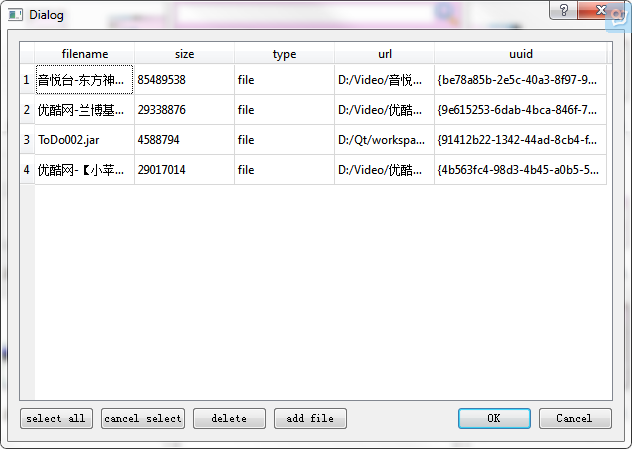 Dialog
filename size type url uuid
1 音悦台-东方神... 85489538 file D:/Video/音悦... {be78a85b-2e5c-40a3-8f97-9...
2 优酷网-兰博基... 29338876 file D:/Video/优酷... {9e615253-6dab-4bca-846f-7...
3 ToDo002.jar 4588794 file D:/Qt/workspa... {91412b22-1342-44ad-8cb4-f...
4 优酷网-【小苹... 29017014 file D:/Video/优酷... {4b563fc4-98d3-4b45-a0b5-5...
select all cancel select delete add file OK Cancel